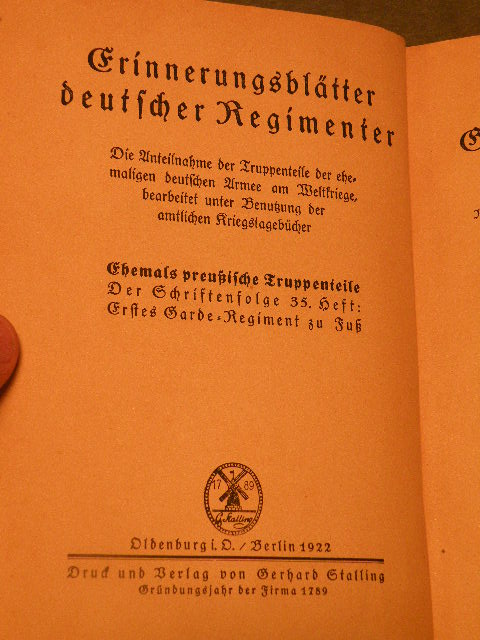 Erinnerungsblätter
deutscher Regimenter
Die Anteilnahme der Truppenteile der ehe-
maligen deutschen Armee am Weltkriege,
bearbeitet unter Benutzung der
amtlichen Kriegstagebücher
Ehemals preußische Truppenteile
Der Schriftenfolge 35. Heft:
Erstes Garde-Regiment zu Fuß
17 89
G. Stalling
Oldenburg i. O. / Berlin 1922
Druck und Verlag von Gerhard Stalling
Gründungsjahr der Firma 1789